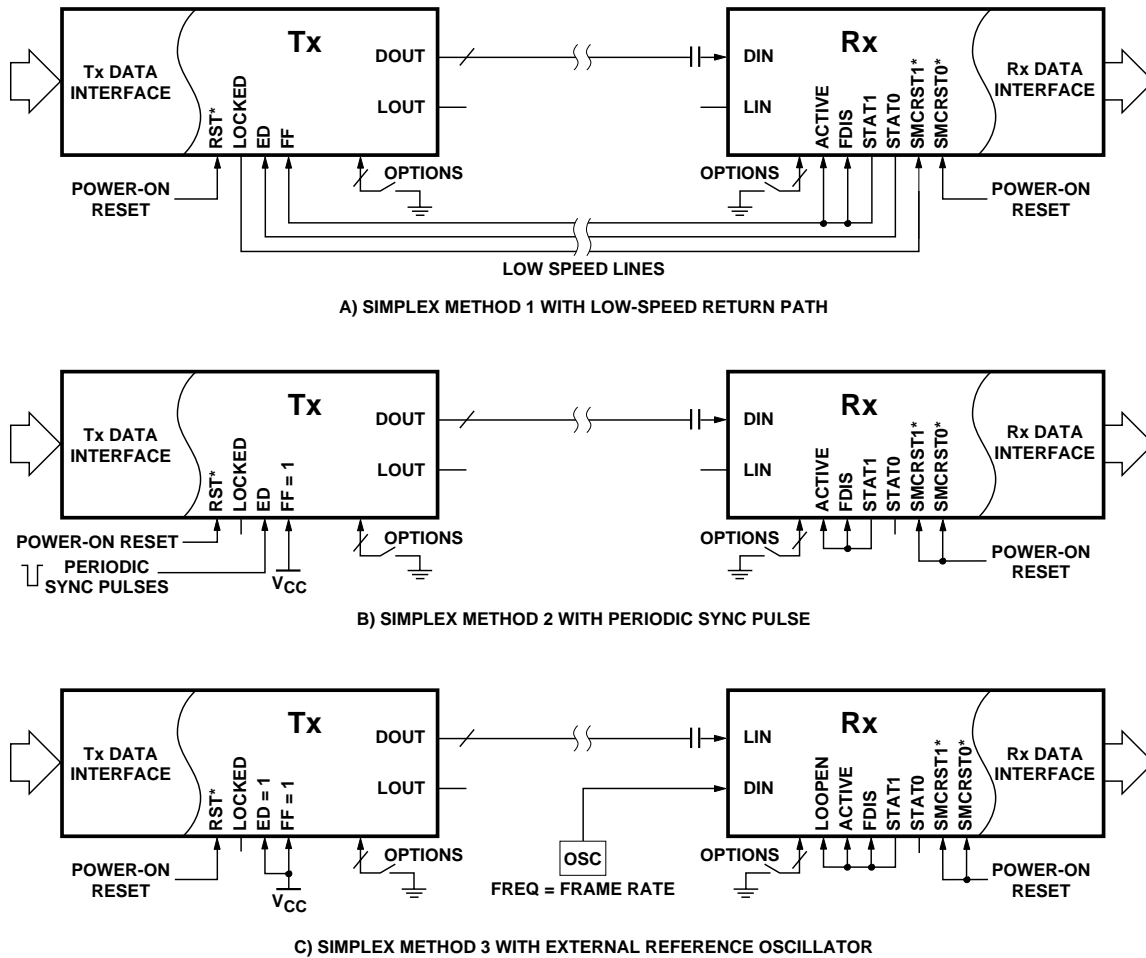 Tx
Rx
Tx DATA
INTERFACE
DOUT
LOUT
RST*
LOCKED
ED
FF
OPTIONS
POWER-ON
RESET
DIN
LIN
ACTIVE
FDIS
STAT1
STAT0
SMCRST1*
SMCRST0*
Rx DATA
INTERFACE
OPTIONS
POWER-ON
RESET
LOW SPEED LINES
A) SIMPLEX METHOD 1 WITH LOW-SPEED RETURN PATH
Tx
Rx
Tx DATA
INTERFACE
DOUT
LOUT
RST*
LOCKED
ED
FF = 1
OPTIONS
POWER-ON RESET
PERIODIC
SYNC PULSES
VCC
DIN
LIN
ACTIVE
FDIS
STAT1
STAT0
SMCRST1*
SMCRST0*
Rx DATA
INTERFACE
OPTIONS
POWER-ON
RESET
B) SIMPLEX METHOD 2 WITH PERIODIC SYNC PULSE
Tx
Rx
Tx DATA
INTERFACE
DOUT
LOUT
RST*
LOCKED
ED = 1
FF = 1
OPTIONS
POWER-ON
RESET
VCC
OSC
FREQ = FRAME RATE
LIN
DIN
LOOPEN
ACTIVE
FDIS
STAT1
STAT0
SMCRST1*
SMCRST0*
Rx DATA
INTERFACE
OPTIONS
POWER-ON
RESET
C) SIMPLEX METHOD 3 WITH EXTERNAL REFERENCE OSCILLATOR